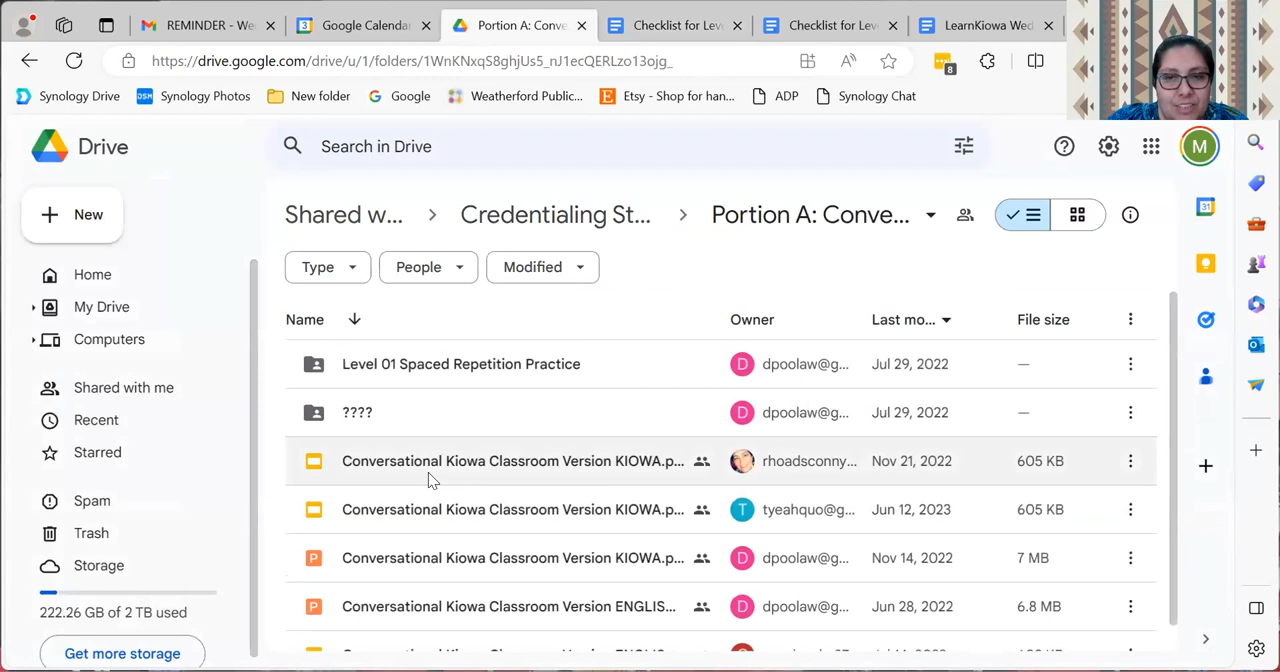 REMINDER - We
Google Calendar
Portion A: Conve
Checklist for Leve
Checklist for Leve
LearnKiowa Wed
https://drive.google.com/drive/u/1/folders/1WnKNxqS8ghjUs5_nJ1ecQERLzo13ojg_
8
Synology Drive
DSM
Synology Photos
New folder
Google
Weatherford Public...
E
Etsy - Shop for han...
ADP
Synology Chat
Drive
Search in Drive
M
New
Shared w... > Credentialing St... > Portion A: Conve...
31
Type
People
Modified
Home
My Drive
Computers
Shared with me
Recent
Starred
Spam
Trash
Storage
222.26 GB of 2 TB used
Get more storage
Name Owner Last mo... File size
Level 01 Spaced Repetition Practice D dpoolaw@g... Jul 29, 2022 —
???? D dpoolaw@g... Jul 29, 2022 —
Conversational Kiowa Classroom Version KIOWA.p... rhoadsconny... Nov 21, 2022 605 KB
Conversational Kiowa Classroom Version KIOWA.p... T tyeahquo@g... Jun 12, 2023 605 KB
P Conversational Kiowa Classroom Version KIOWA.p... D dpoolaw@g... Nov 14, 2022 7 MB
P Conversational Kiowa Classroom Version ENGLIS... D dpoolaw@g... Jun 28, 2022 6.8 MB